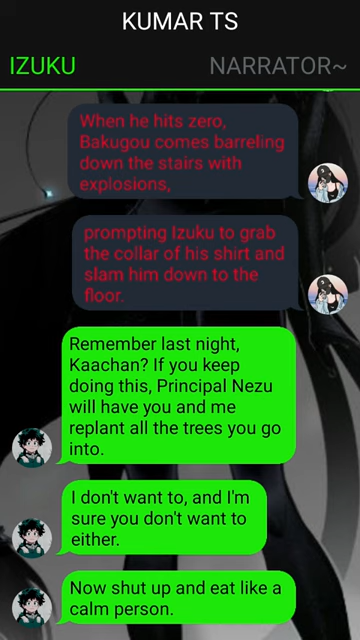 KUMAR TS
IZUKU
NARRATOR~
When he hits zero,
Bakugou comes barreling
down the stairs with
explosions,
prompting Izuku to grab
the collar of his shirt and
slam him down to the
floor.
Remember last night,
Kaachan? If you keep
doing this, Principal Nezu
will have you and me
replant all the trees you go
into.
I don't want to, and I'm
sure you don't want to
either.
Now shut up and eat like a
calm person.